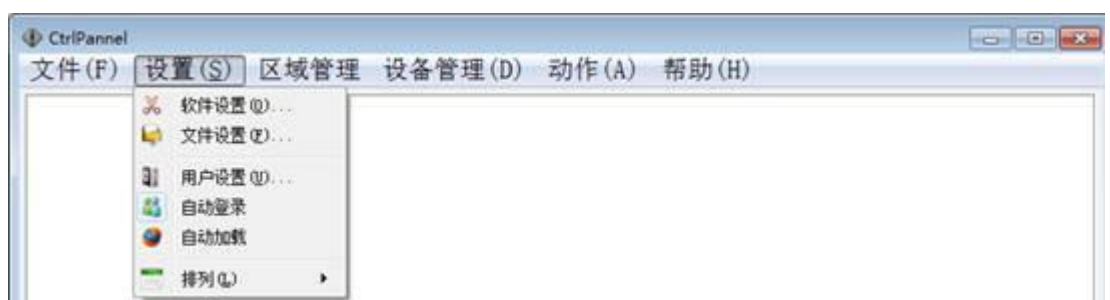 CtrlPannel
文件(F) 设置(S) 区域管理 设备管理(D) 动作(A) 帮助(H)
软件设置(O)...
文件设置(F)...
用户设置(U)...
自动登录
自动加载
排列(L)